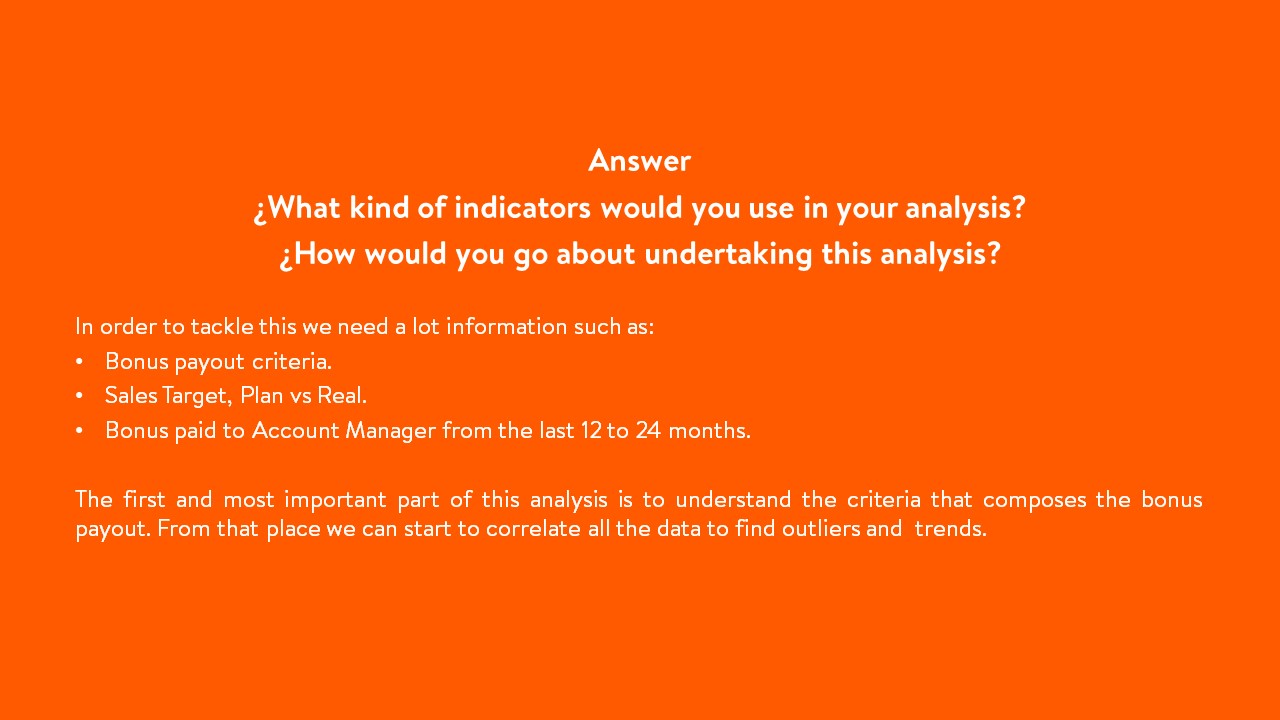 Answer
¿What kind of indicators would you use in your analysis?
¿How would you go about undertaking this analysis?
In order to tackle this we need a lot information such as:
• Bonus payout criteria.
• Sales Target, Plan vs Real.
• Bonus paid to Account Manager from the last 12 to 24 months.
The first and most important part of this analysis is to understand the criteria that composes the bonus
payout. From that place we can start to correlate all the data to find outliers and  trends.